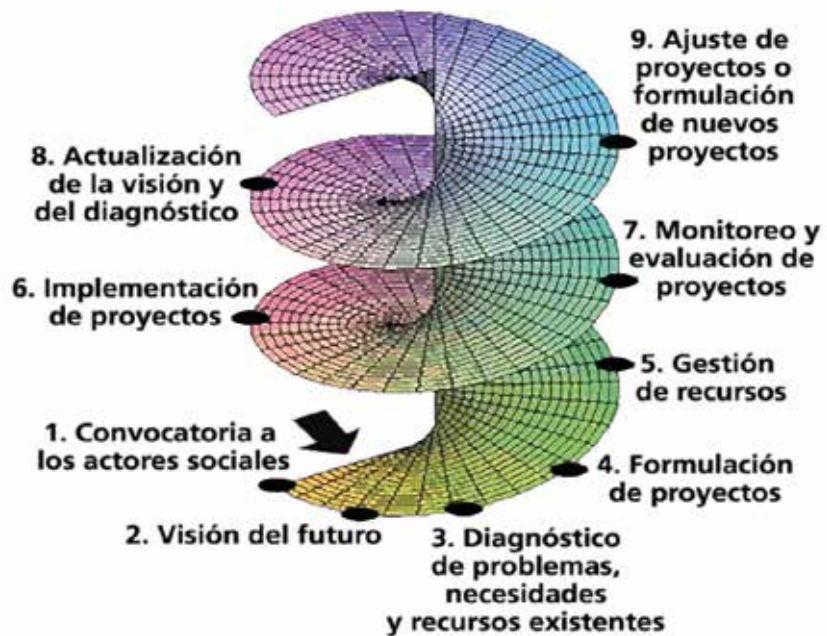 9. Ajuste de
proyectos o
formulación
de nuevos
proyectos
8. Actualización
de la visión y
del diagnóstico
7. Monitoreo y
evaluación de
proyectos
6. Implementación
de proyectos
5. Gestión
de recursos
1. Convocatoria a
los actores sociales
4. Formulación
de proyectos
2. Visión del futuro
3. Diagnóstico
de problemas,
necesidades
y recursos existentes